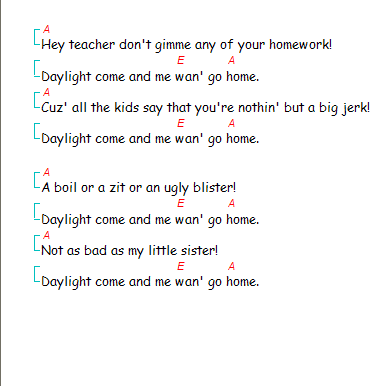 A
Hey teacher don't gimme any of your homework!
E A
Daylight come and me wan' go home.
A
Cuz' all the kids say that you're nothin' but a big jerk!
E A
Daylight come and me wan' go home.
A
A boil or a zit or an ugly blister!
E A
Daylight come and me wan' go home.
A
Not as bad as my little sister!
E A
Daylight come and me wan' go home.